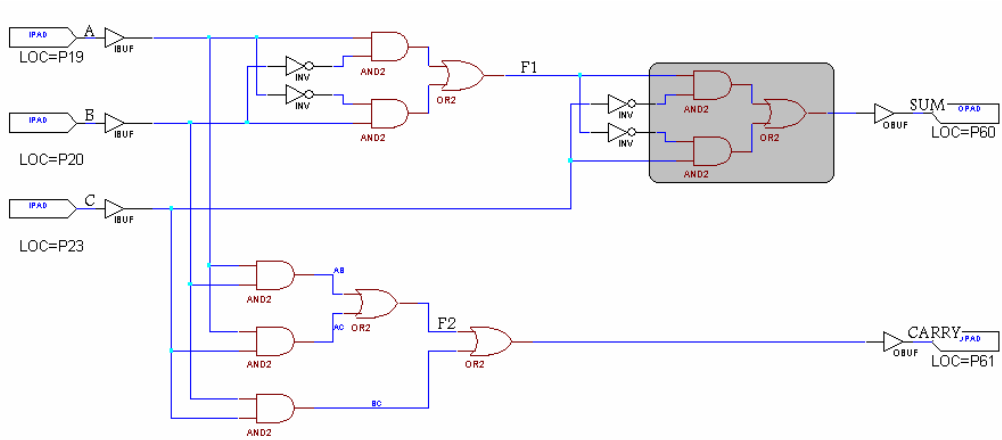 IPAD A IBUF
LOC=P19
INV AND2
INV AND2
OR2 F1
IPAD B IBUF
LOC=P20
INV AND2
INV AND2
OR2
OBUF SUM OPAD
LOC=P60
IPAD C IBUF
LOC=P23
AND2 AB
AND2 AC OR2
F2 OR2
AND2 BC
OBUF CARRY OPAD
LOC=P61